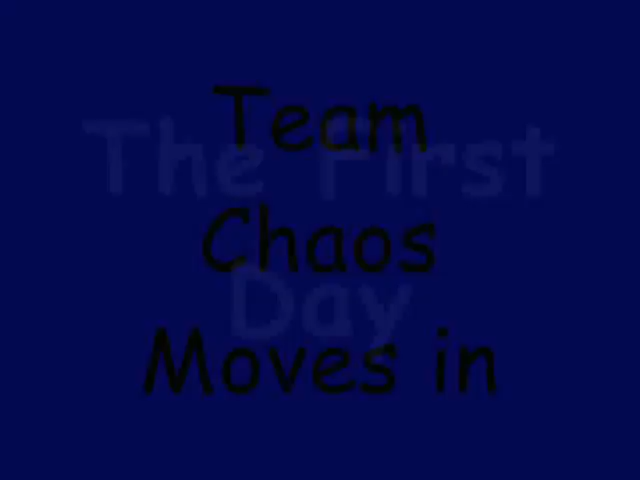 Team
The First
Chaos
Day
Moves in